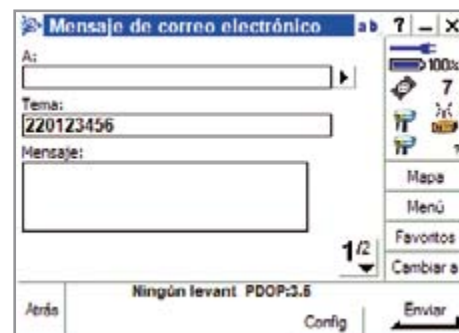 Mensaje de correo electrónico ab ? – X
100%
A:
7
Tema:
220123456
Mensaje:
Mapa
Menú
Favoritos
1/2
Cambiar a
Ningún levant PDOP:3.6
Atrás
Config
Enviar